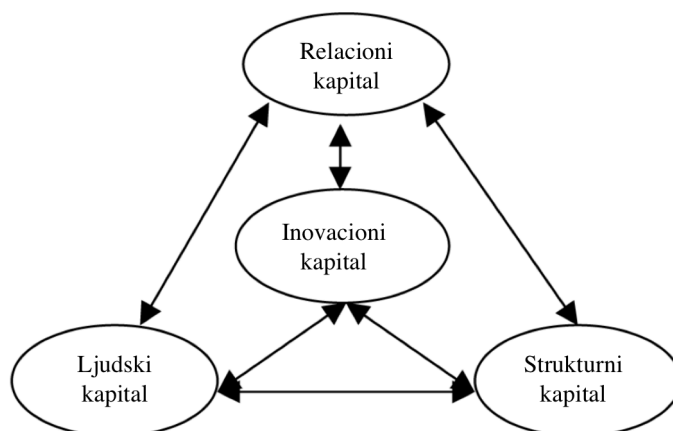 Relacioni
kapital
Inovacioni
kapital
Ljudski
kapital
Strukturni
kapital